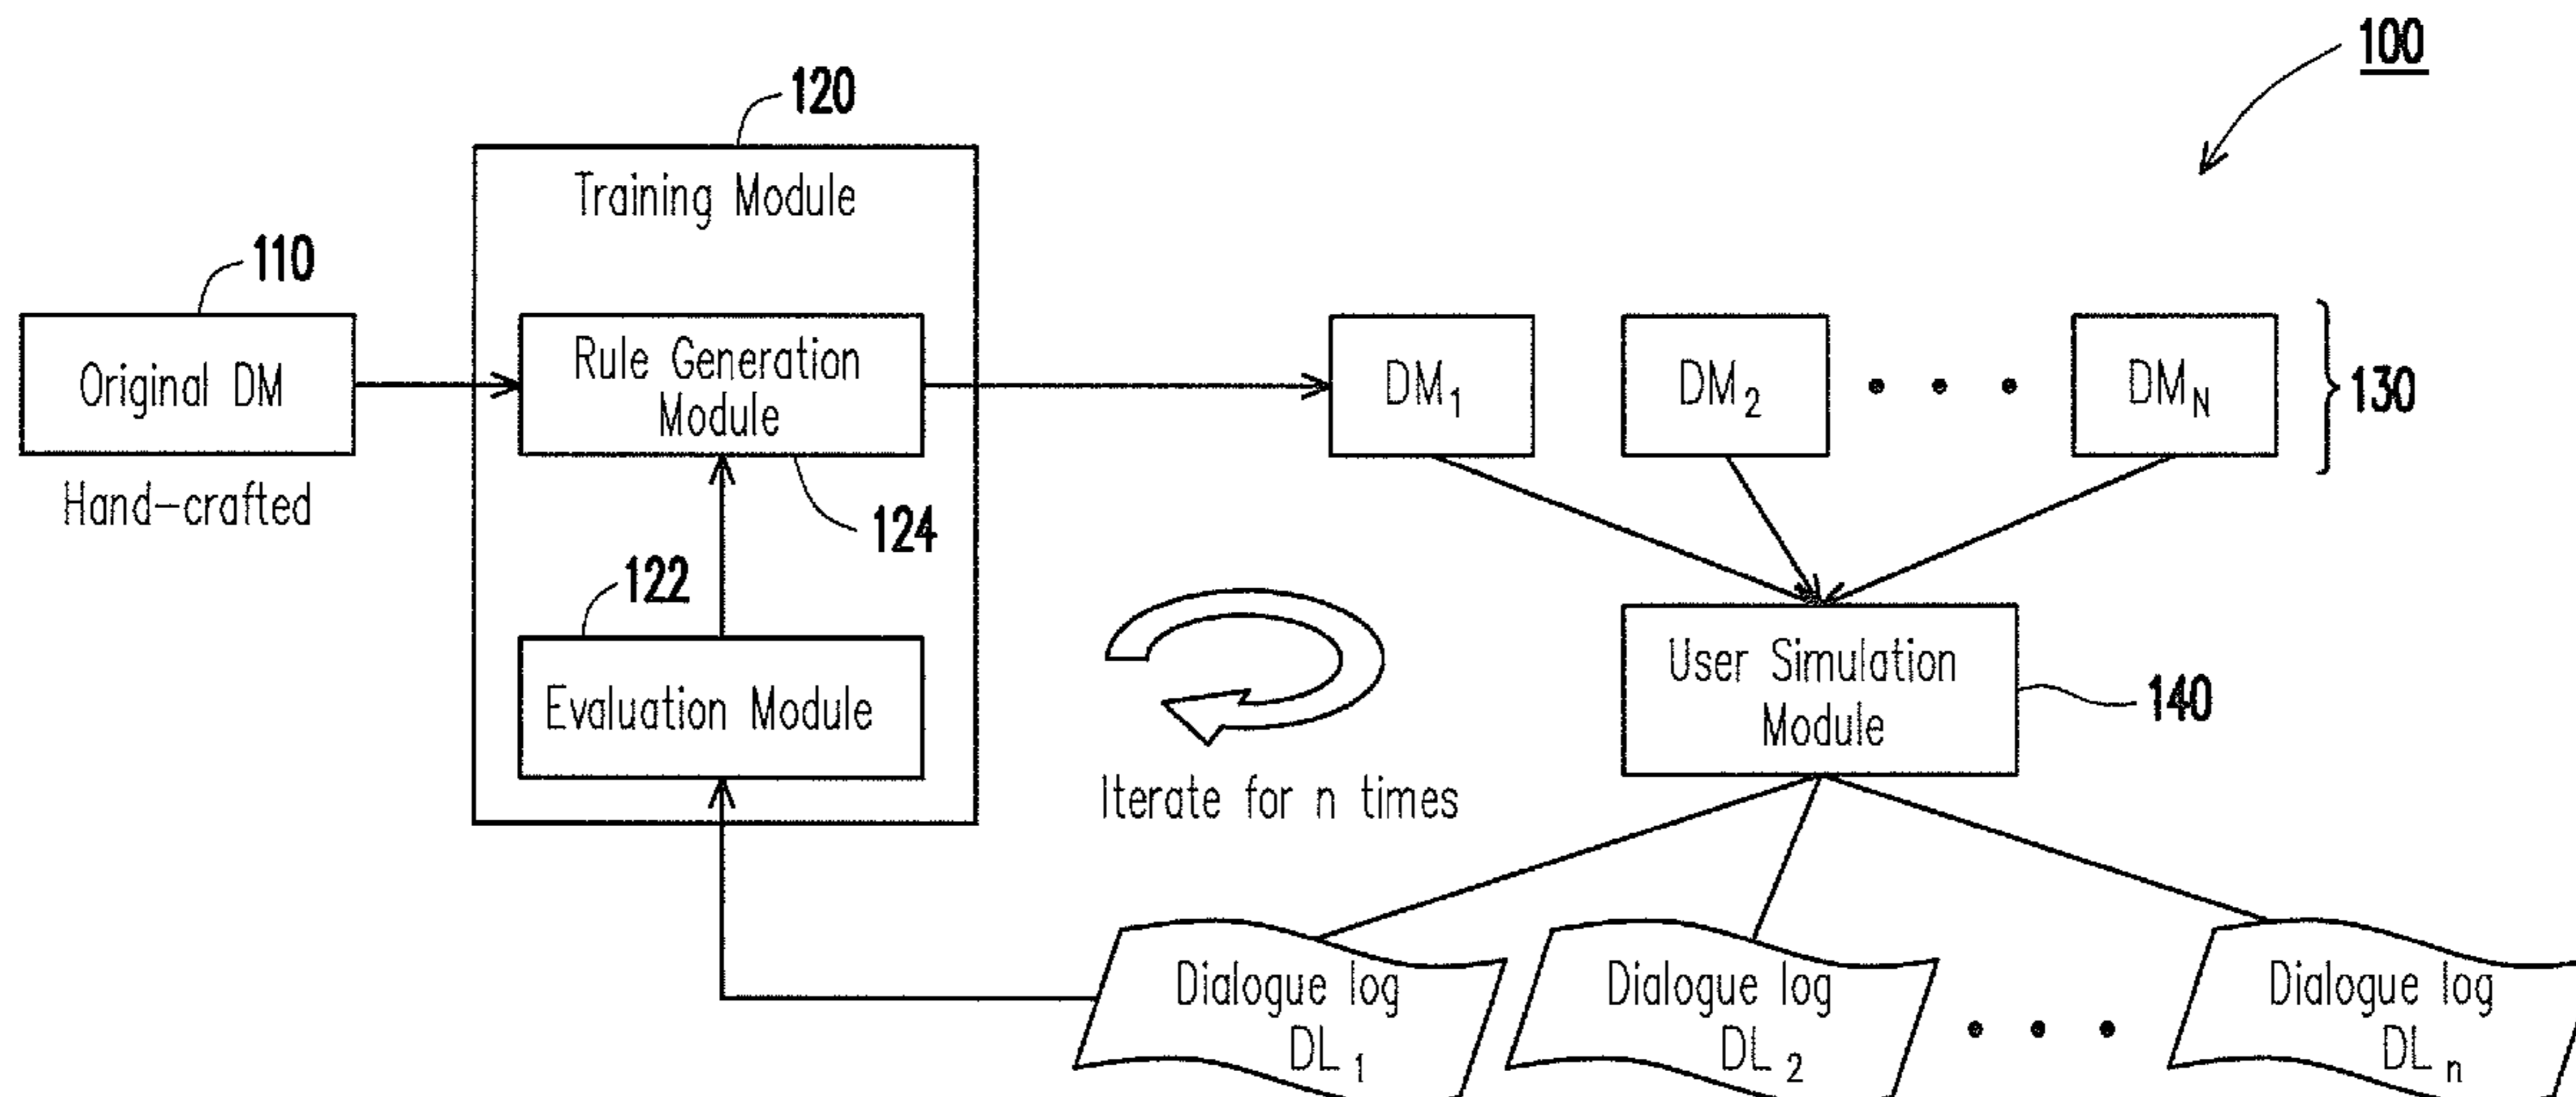 100
120
Training Module
110
Original DM
Hand-crafted
Rule Generation
Module
124
122
Evaluation Module
DM1
DM2
DMN
130
User Simulation
Module
140
Iterate for n times
Dialogue log
DL1
Dialogue log
DL2
Dialogue log
DLn